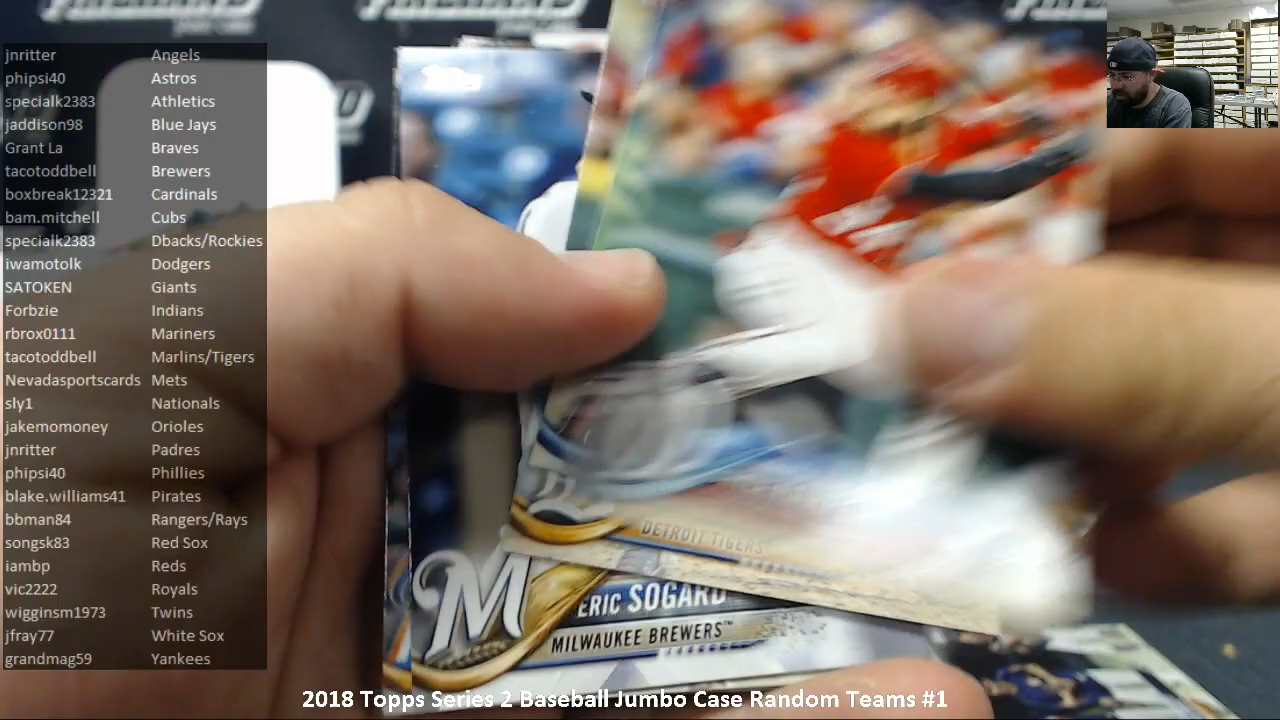 jnritter Angels
phipsi40 Astros
specialk2383 Athletics
jaddison98 Blue Jays
Grant La Braves
tacotoddbell Brewers
boxbreak12321 Cardinals
bam.mitchell Cubs
specialk2383 Dbacks/Rockies
iwamotolk Dodgers
SATOKEN Giants
Forbzie Indians
rbrox0111 Mariners
tacotoddbell Marlins/Tigers
Nevadasportscards Mets
sly1 Nationals
jakemomoney Orioles
jnritter Padres
phipsi40 Phillies
blake.williams41 Pirates
bbman84 Rangers/Rays
songsk83 Red Sox
iambp Reds
vic2222 Royals
wigginsm1973 Twins
jfray77 White Sox
grandmag59 Yankees
DETROIT TIGERS
M
ERIC SOGARD
MILWAUKEE BREWERS™
2018 Topps Series 2 Baseball Jumbo Case Random Teams #1